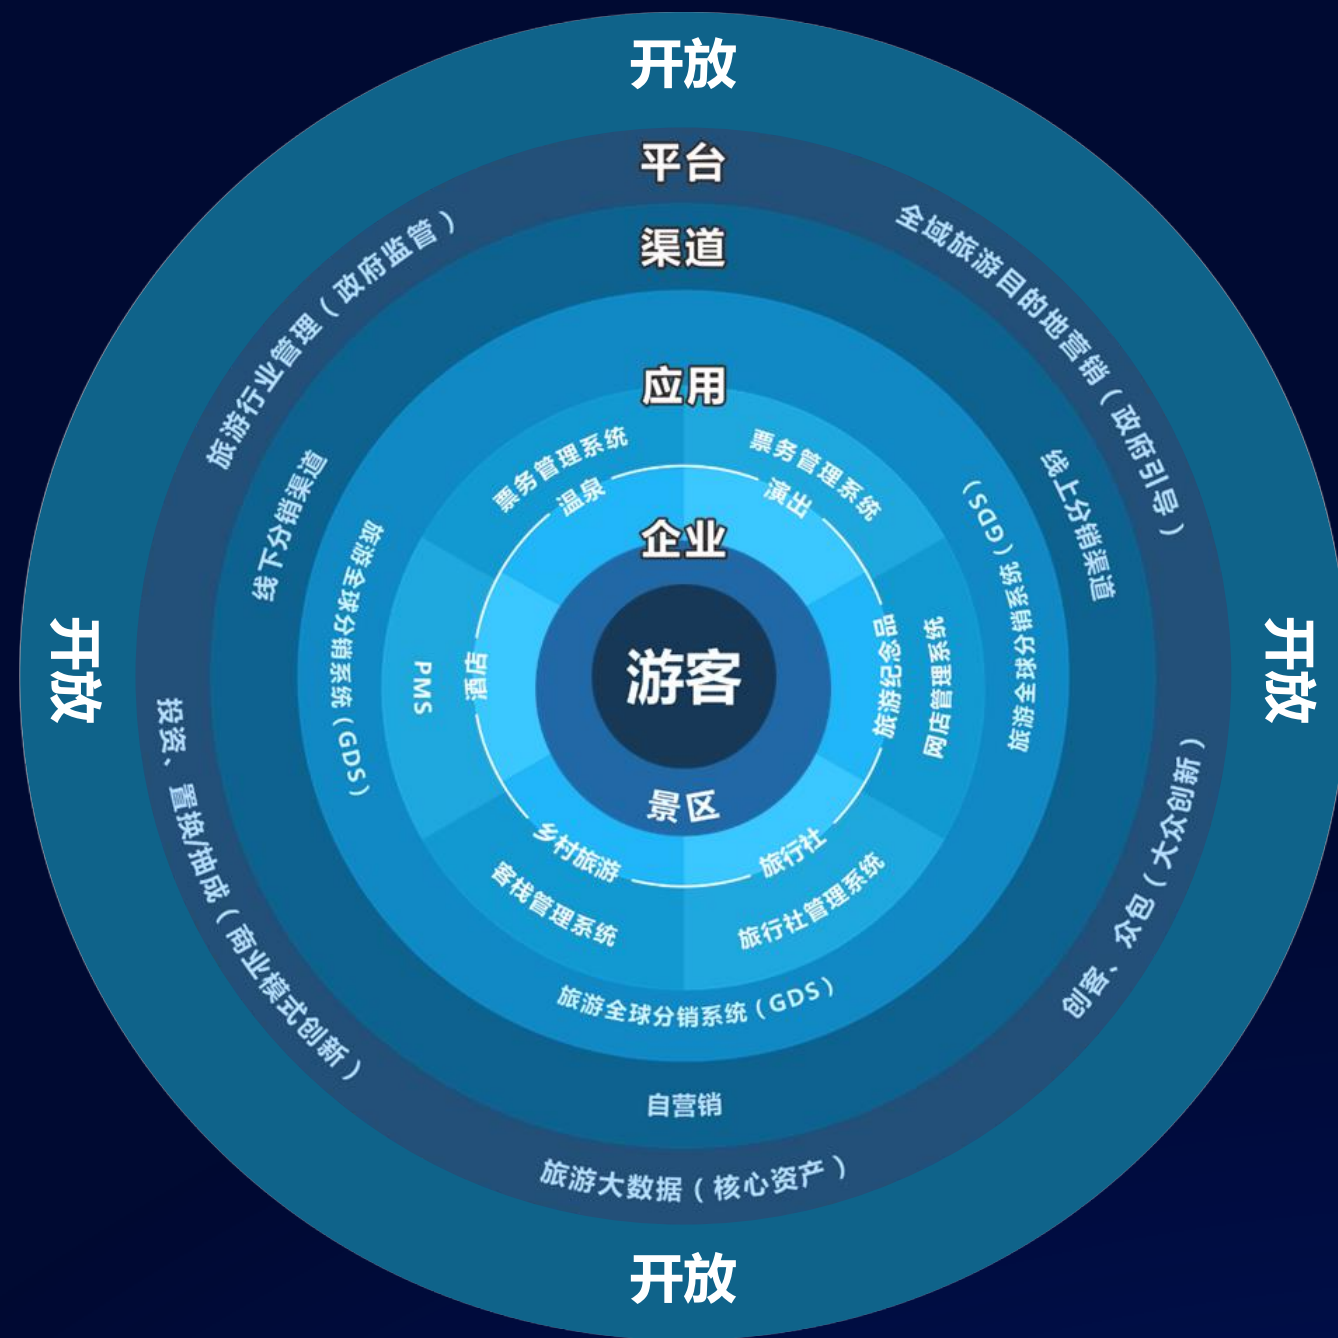 开放
平台
旅游行业管理（政府监管）
全域旅游目的地营销（政府引导）
渠道
线下分销渠道
线上分销渠道
应用
旅游全球分销系统（GDS）
旅游全球分销系统（GDS）
票务管理系统
票务管理系统
温泉
演出
企业
开放
PMS
酒店
游客
旅游纪念品
网店管理系统
开放
景区
乡村旅游
旅行社
客栈管理系统
旅行社管理系统
旅游全球分销系统（GDS）
投资、置换/抽成（商业模式创新）
创客、众包（大众创新）
自营销
旅游大数据（核心资产）
开放